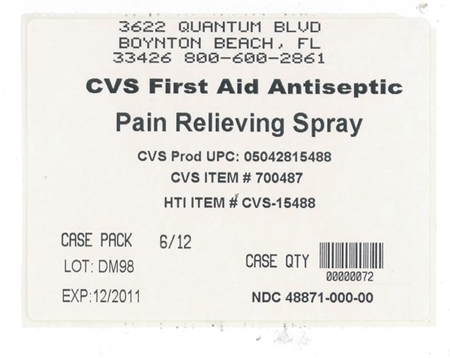 3622 QUANTUM BLVD
BOYNTON BEACH, FL
33426 800-600-2861
CVS First Aid Antiseptic
Pain Relieving Spray
CVS Prod UPC: 05042815488
CVS ITEM # 700487
HTI ITEM # CVS-15488
CASE PACK 6/12
LOT: DM98
CASE QTY
00000072
EXP:12/2011
NDC 48871-000-00